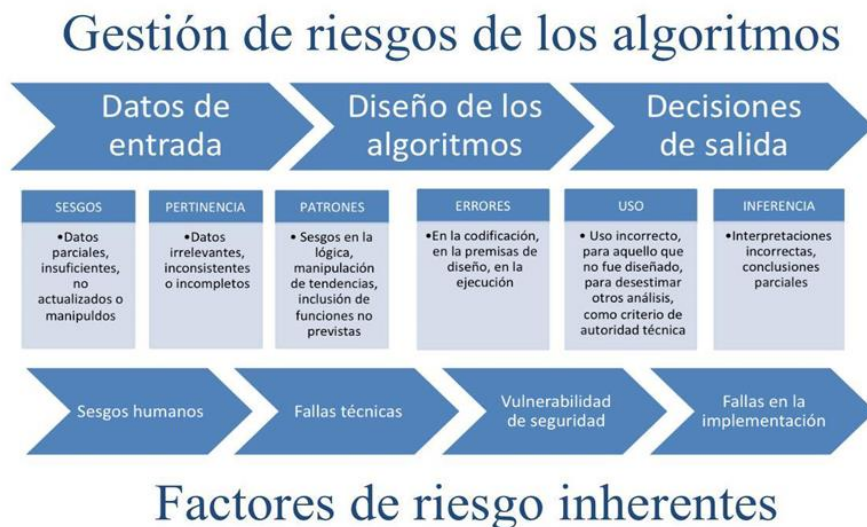 Gestión de riesgos de los algoritmos
Datos de
entrada
Diseño de los
algoritmos
Decisiones
de salida
SESGOS
•Datos
parciales,
insuficientes,
no
actualizados o
manipuldos
PERTINENCIA
•Datos
irrelevantes,
inconsistentes
o incompletos
PATRONES
• Sesgos en la
lógica,
manipulación
de tendencias,
inclusión de
funciones no
previstas
ERRORES
•En la codificación,
en la premisas de
diseño, en la
ejecución
USO
• Uso incorrecto,
para aquello que
no fue diseñado,
para desestimar
otros análisis,
como criterio de
autoridad técnica
INFERENCIA
•Interpretaciones
incorrectas,
conclusiones
parciales
Sesgos humanos
Fallas técnicas
Vulnerabilidad
de seguridad
Fallas en la
implementación
Factores de riesgo inherentes